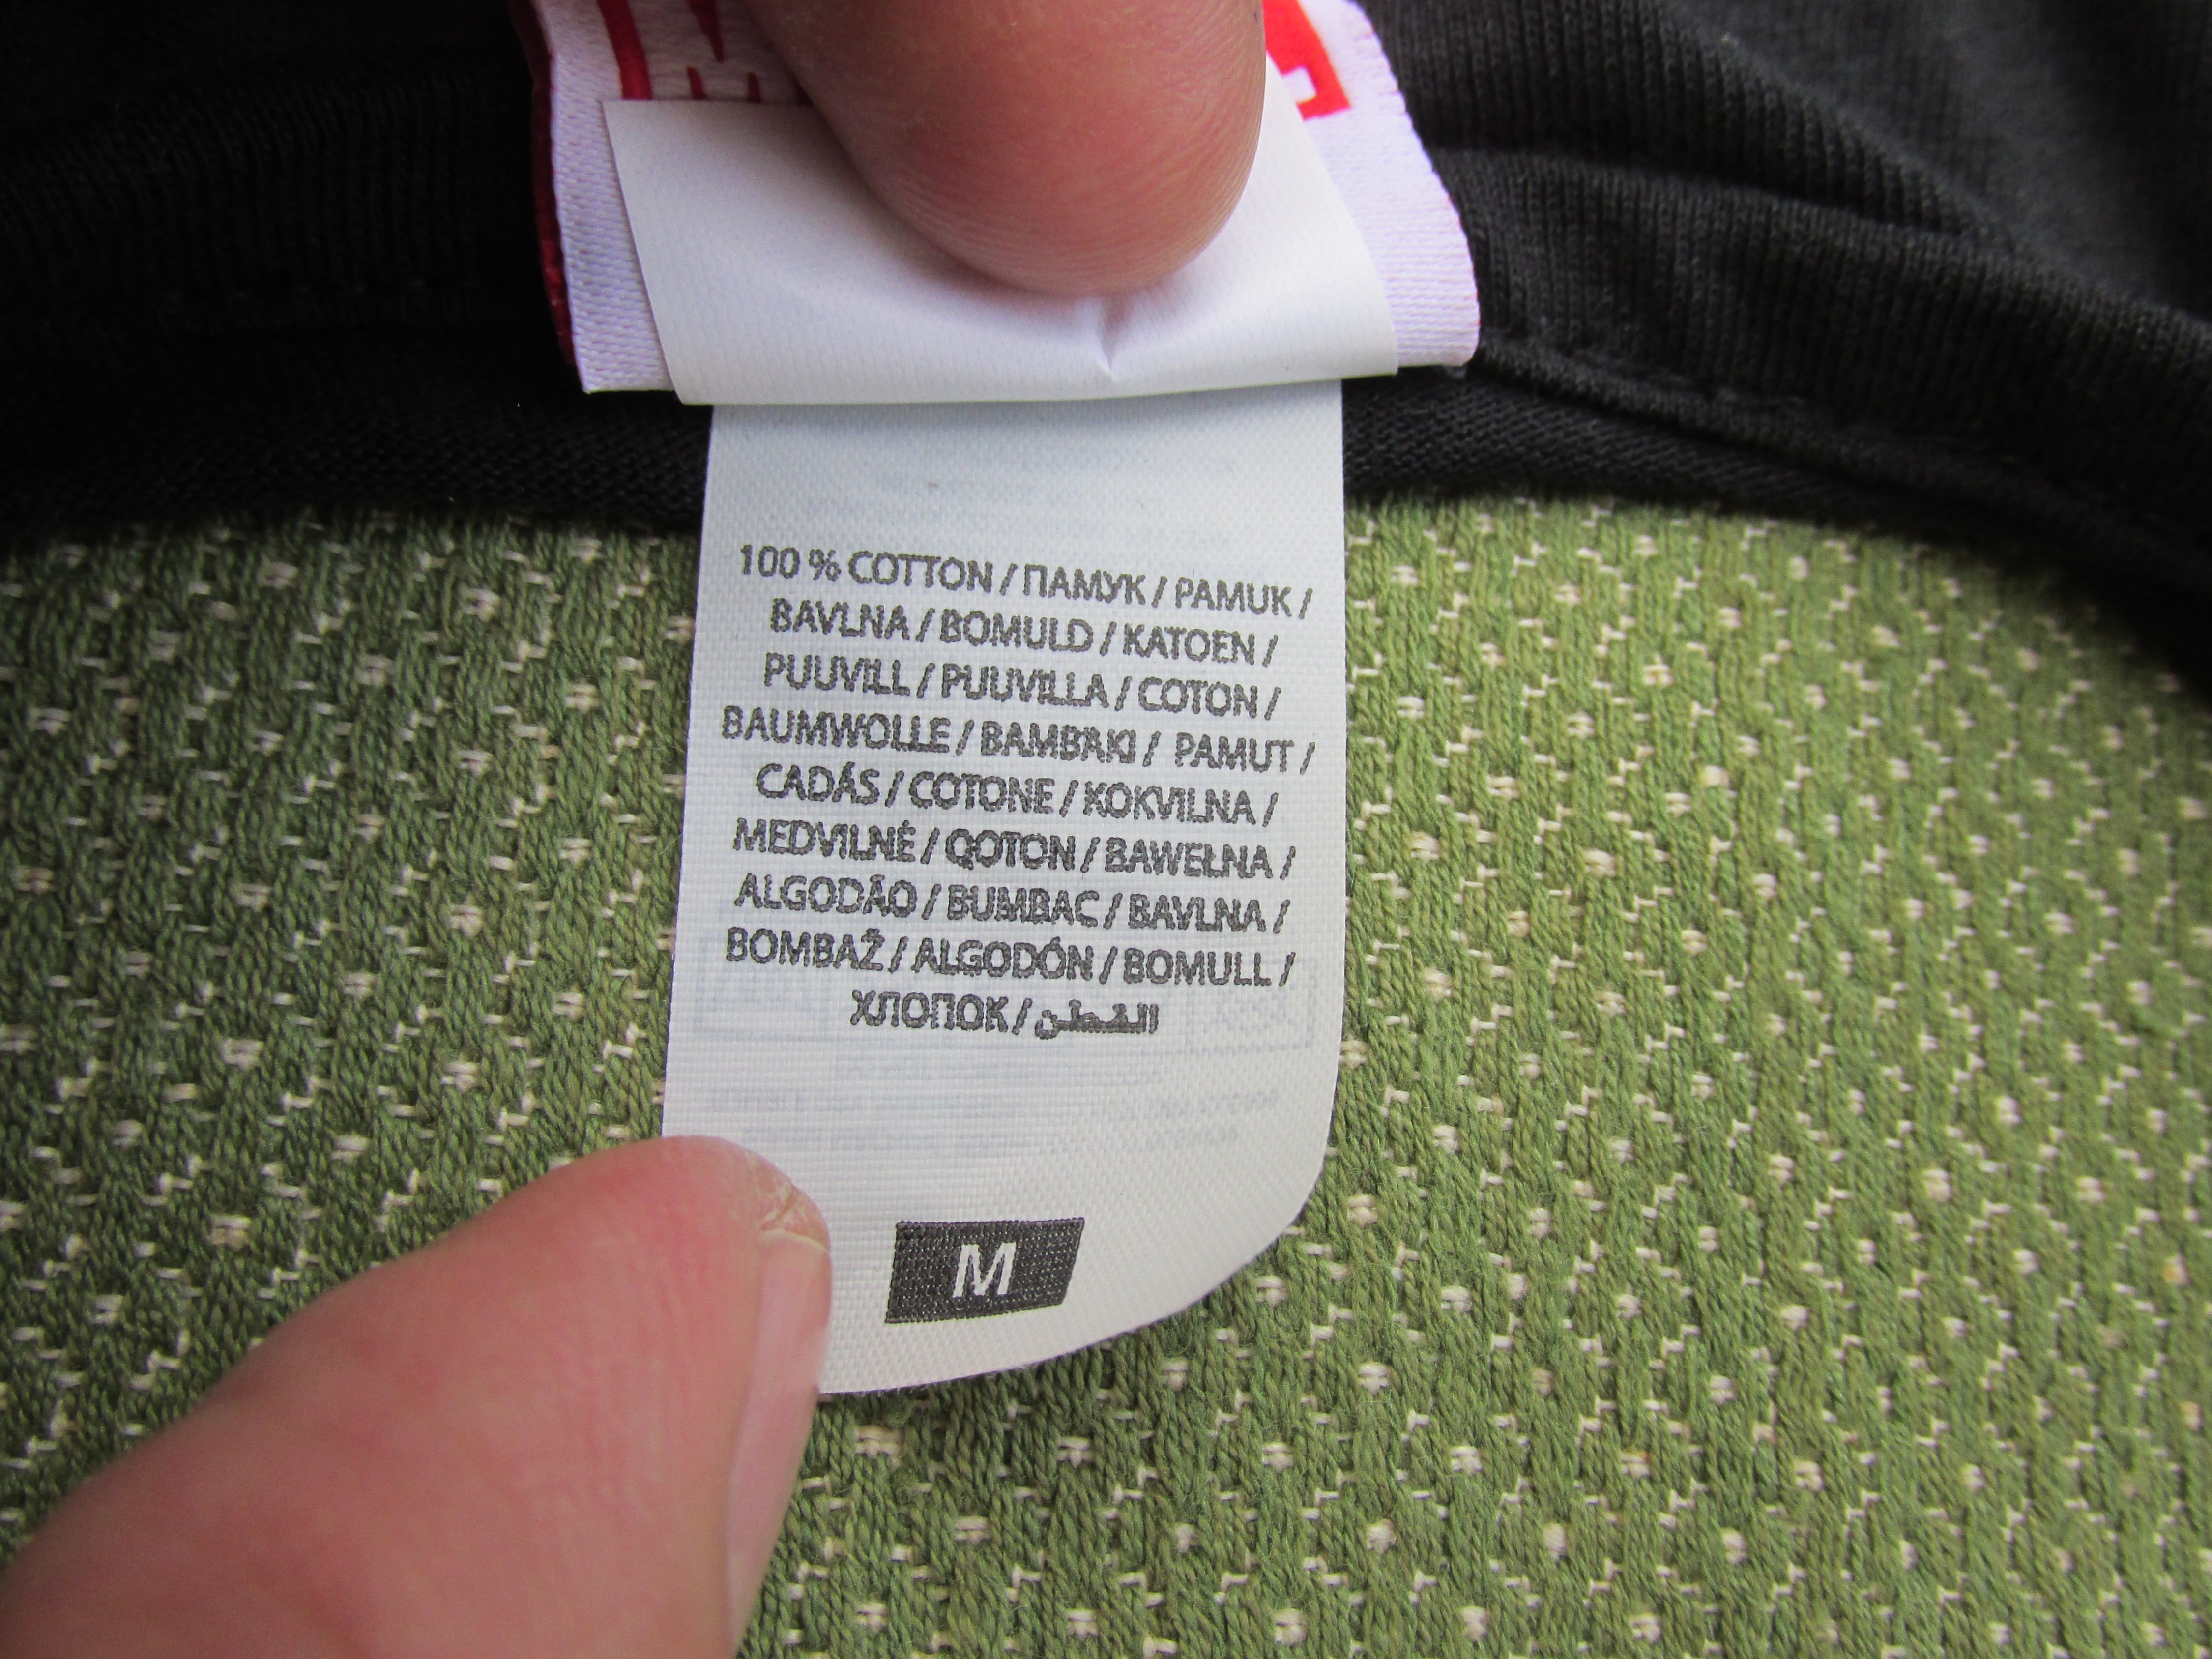 100 % COTTON / ПАМУК / PAMUK /
BAVLNA / BOMULD / KATOEN /
PUUVILL / PUUVILLA / COTON /
BAUMWOLLE / ΒΑΜΒΆΚΙ / PAMUT /
CADÁS / COTONE / KOKVILNA /
MEDVILNĖ / QOTON / BAWEŁNA /
ALGODÃO / BUMBAC / BAVLNA /
BOMBAŽ / ALGODÓN / BOMULL /
ХЛОПОК / القطن
M